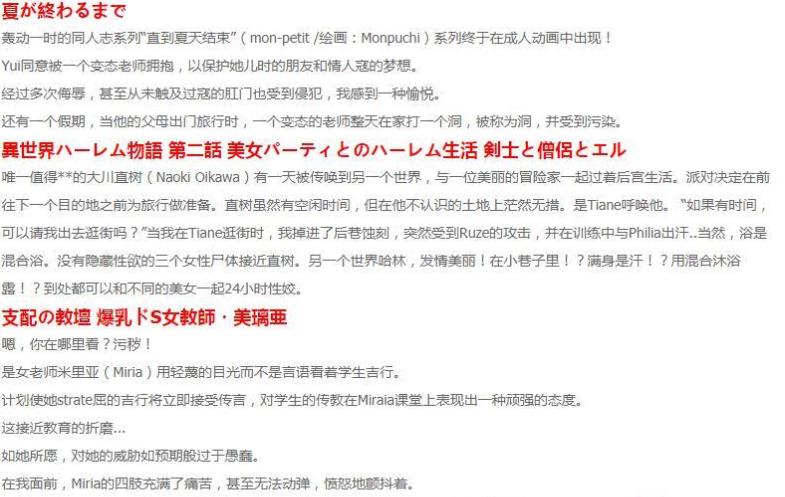 夏が終わるまで
轰动一时的同人志系列“直到夏天结束”（mon-petit /绘画：Monpuchi）系列终于在成人动画中出现！
Yui同意被一个变态老师拥抱，以保护她儿时的朋友和情人寇的梦想。
经过多次侮辱，甚至从未触及过寇的肛门也受到侵犯，我感到一种愉悦。
还有一个假期，当他的父母出门旅行时，一个变态的老师整天在家打一个洞，被称为洞，并受到污染。
異世界ハーレム物語 第二話 美女パーティとのハーレム生活 剣士と僧侶とエル
唯一值得**的大川直树（Naoki Oikawa）有一天被传唤到另一个世界，与一位美丽的冒险家一起过着后宫生活。派对决定在前
往下一个目的地之前为旅行做准备。直树虽然有空闲时间，但在他不认识的土地上茫然无措。是Tiane呼唤他。 “如果有时间，
可以请我出去逛街吗？”当我在Tiane逛街时，我掉进了后巷蚀刻，突然受到Ruze的攻击，并在训练中与Philia出汗..当然，浴是
混合浴。没有隐藏性欲的三个女性尸体接近直树。另一个世界哈林，发情美丽！在小巷子里！？满身是汗！？用混合沐浴
露！？到处都可以和不同的美女一起24小时性姣。
支配の教壇 爆乳ドS女教師・美璃亜
嗯，你在哪里看？污秽！
是女老师米里亚（Miria）用轻蔑的目光而不是言语看着学生吉行。
计划使她strate屈的吉行将立即接受传言，对学生的传教在Miraia课堂上表现出一种顽强的态度。
这接近教育的折磨...
如她所愿，对她的威胁如预期般过于愚蠢。
在我面前，Miria的四肢充满了痛苦，甚至无法动弹，愤怒地颤抖着。